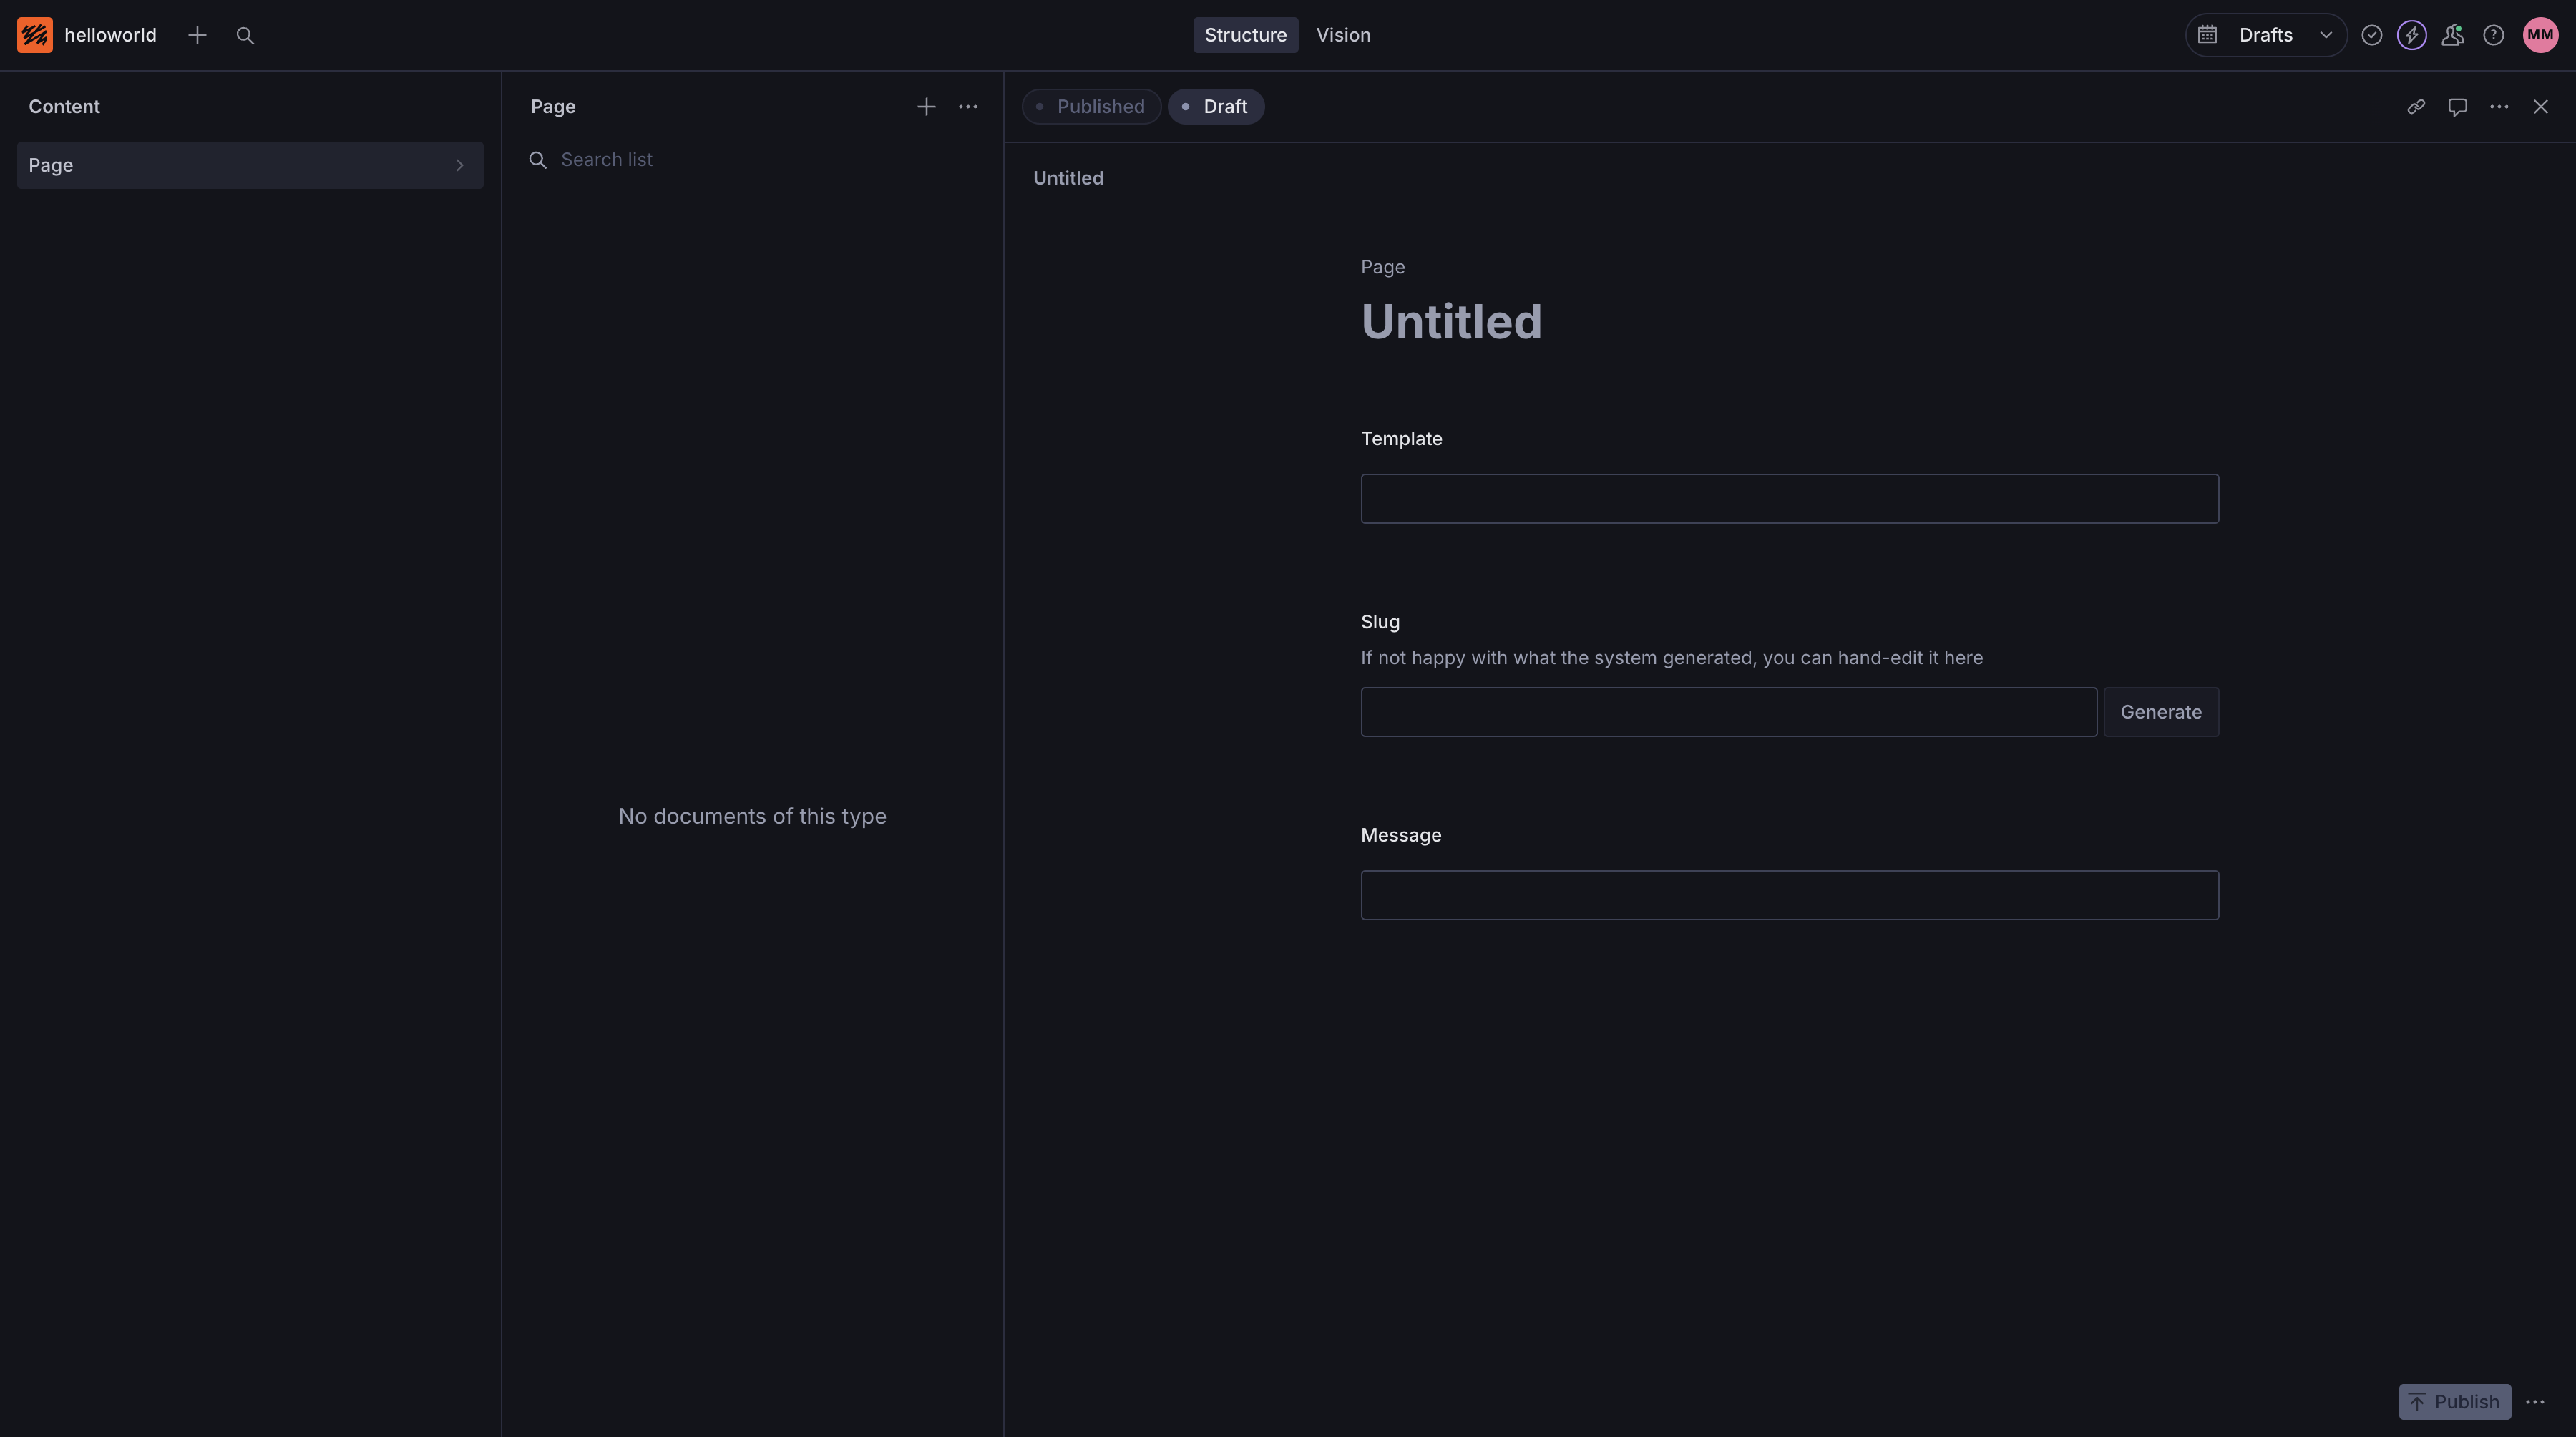 helloworld
Structure
Vision
Drafts
MM
Content
Page
Page
Search list
No documents of this type
Published
Draft
Untitled
Page
Untitled
Template
Slug
If not happy with what the system generated, you can hand-edit it here
Generate
Message
Publish